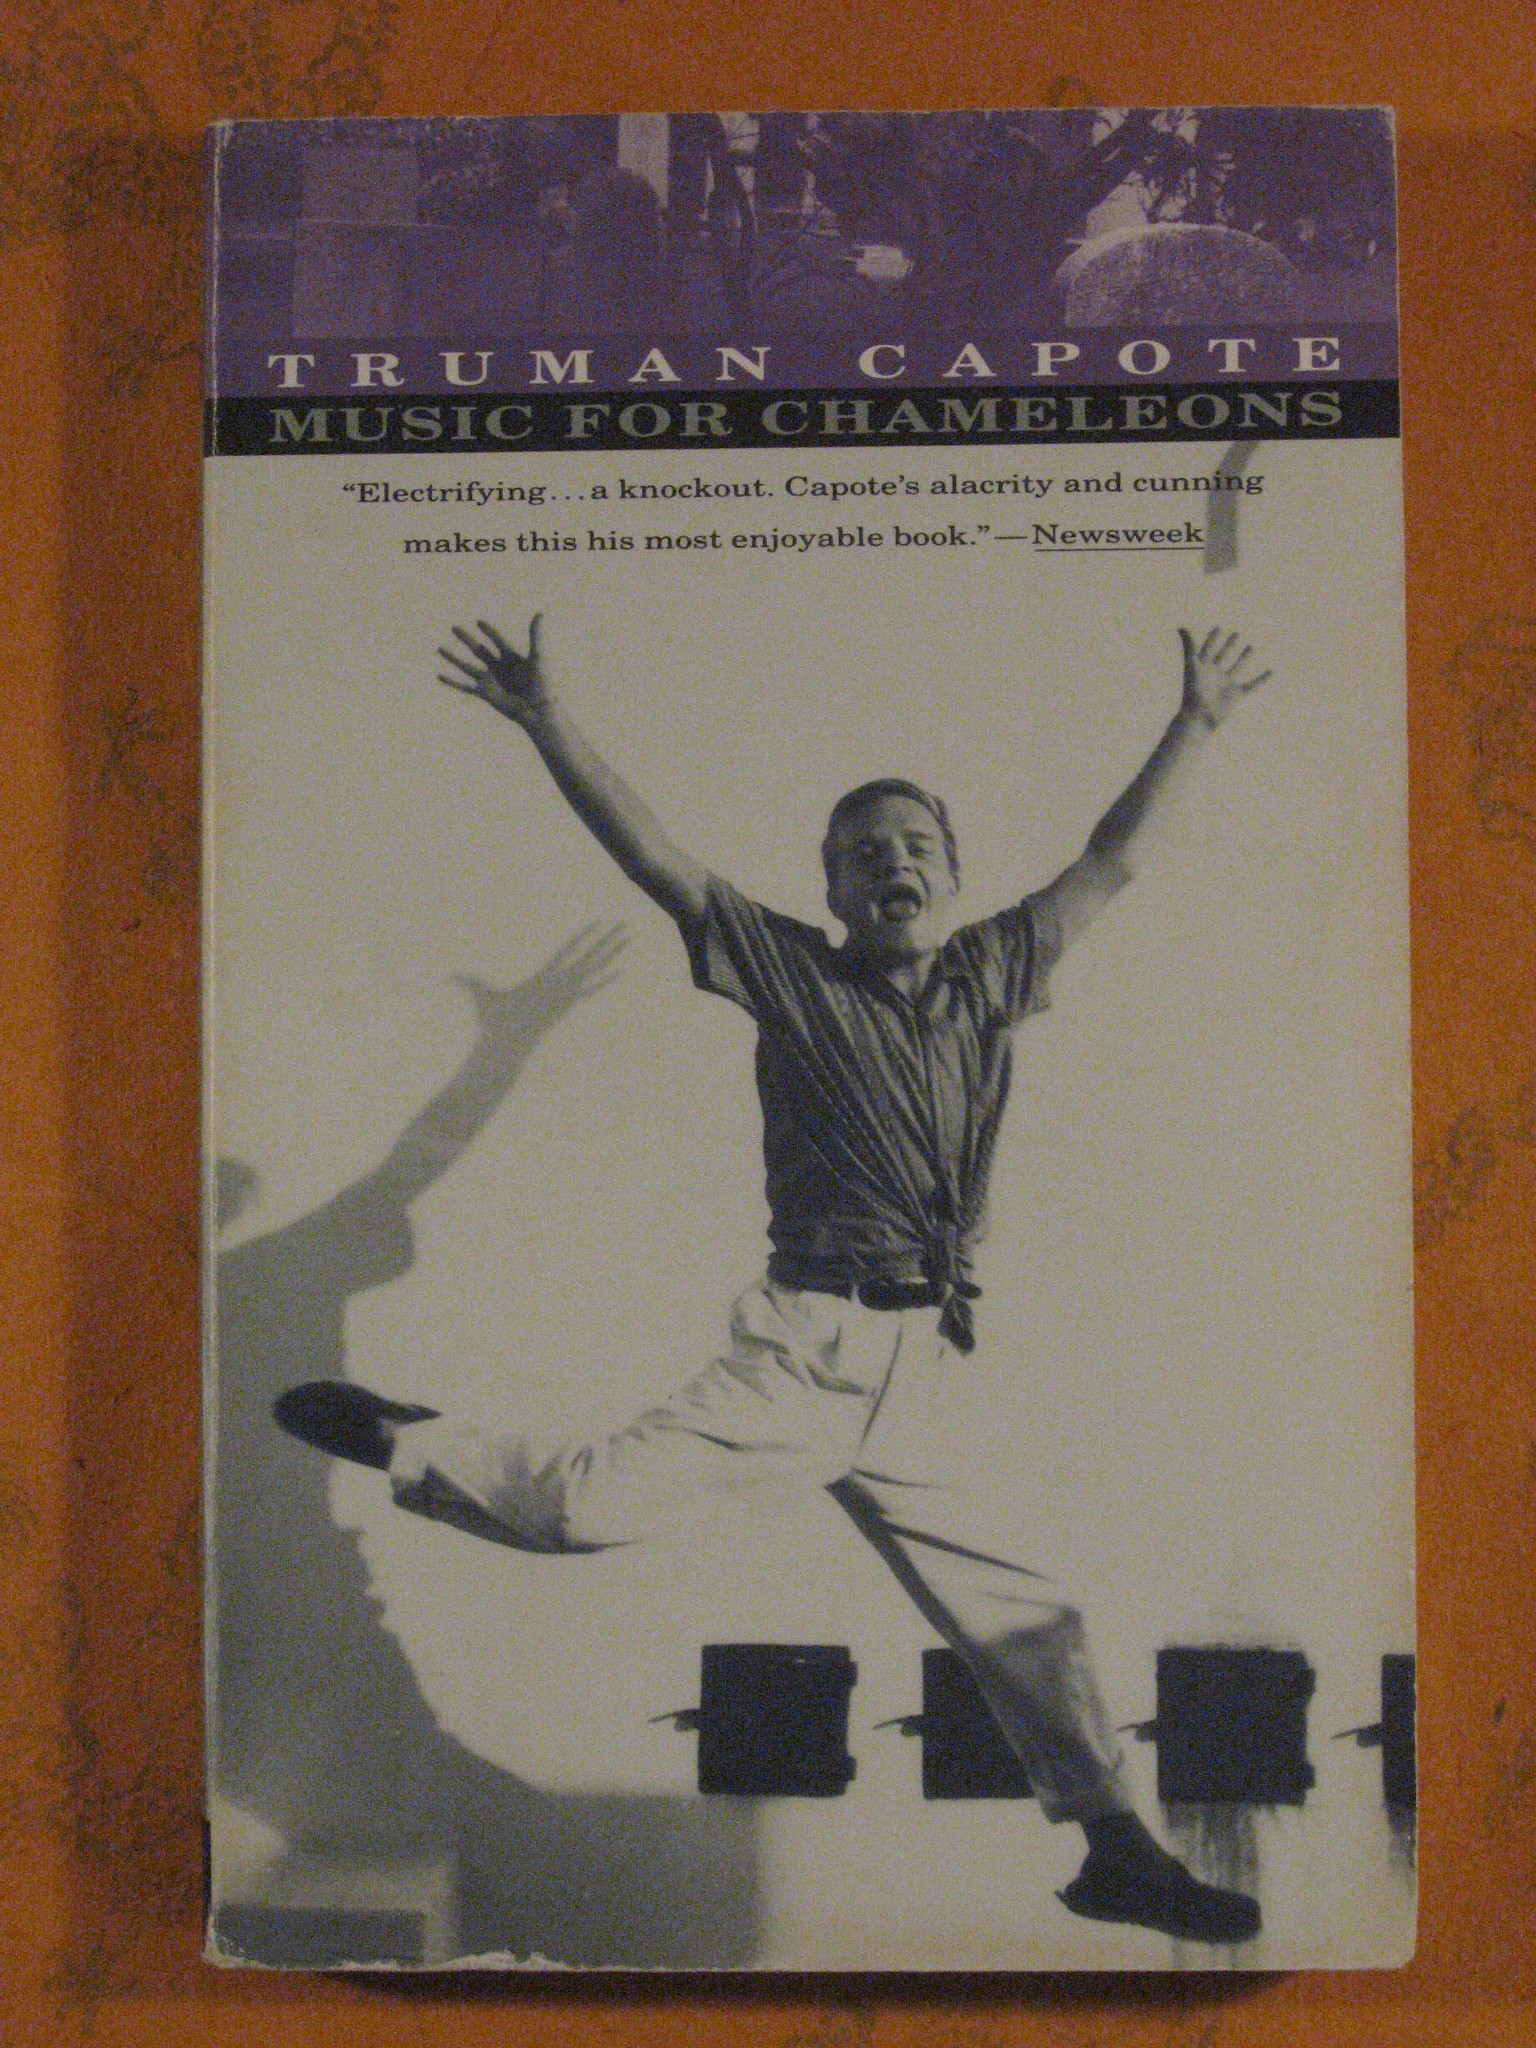 TRUMAN CAPOTE
MUSIC FOR CHAMELEONS
“Electrifying...a knockout. Capote’s alacrity and cunning
makes this his most enjoyable book.”—Newsweek